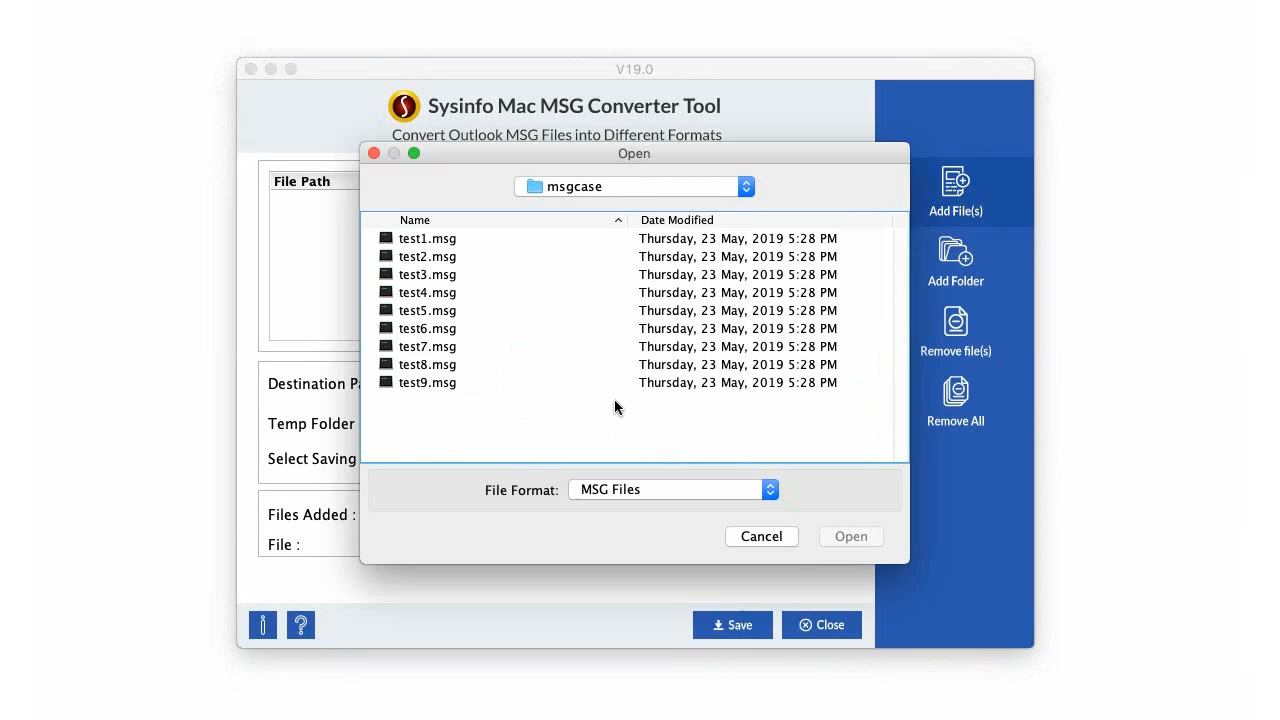 V19.0
Sysinfo Mac MSG Converter Tool
Convert Outlook MSG Files into Different Formats
Open
msgcase
File Path
Name Date Modified
test1.msg Thursday, 23 May, 2019 5:28 PM
test2.msg Thursday, 23 May, 2019 5:28 PM
test3.msg Thursday, 23 May, 2019 5:28 PM
test4.msg Thursday, 23 May, 2019 5:28 PM
test5.msg Thursday, 23 May, 2019 5:28 PM
test6.msg Thursday, 23 May, 2019 5:28 PM
test7.msg Thursday, 23 May, 2019 5:28 PM
test8.msg Thursday, 23 May, 2019 5:28 PM
test9.msg Thursday, 23 May, 2019 5:28 PM
File Format: MSG Files
Cancel Open
Destination Pa
Temp Folder
Select Saving
Files Added :
File :
Add File(s)
Add Folder
Remove file(s)
Remove All
i ? Save Close